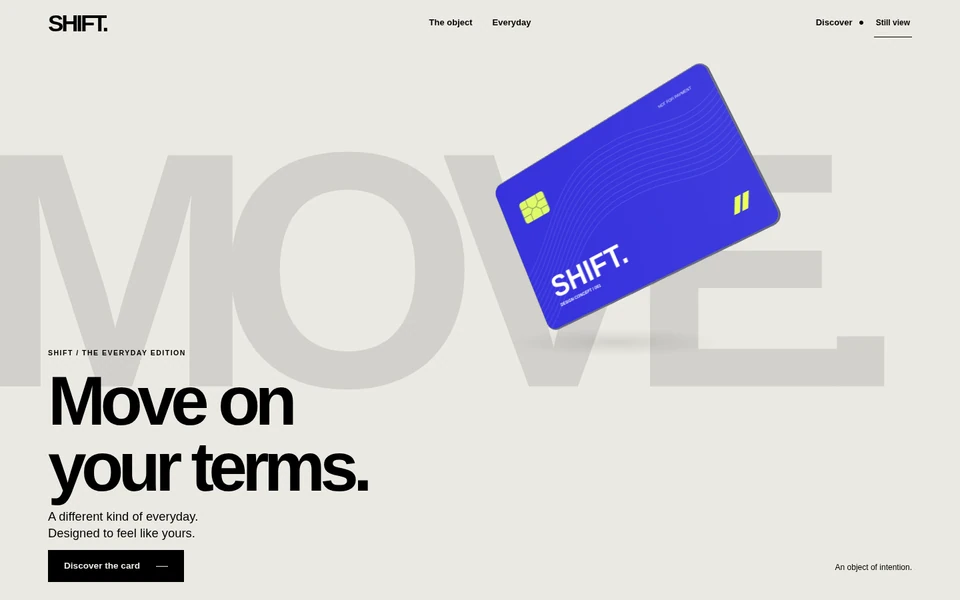 SHIFT.
The object
Everyday
Discover
Still view
MOVE
NOT FOR PAYMENT
SHIFT.
DESIGN CONCEPT / 001
SHIFT / THE EVERYDAY EDITION
Move on
your terms.
A different kind of everyday.
Designed to feel like yours.
Discover the card
An object of intention.